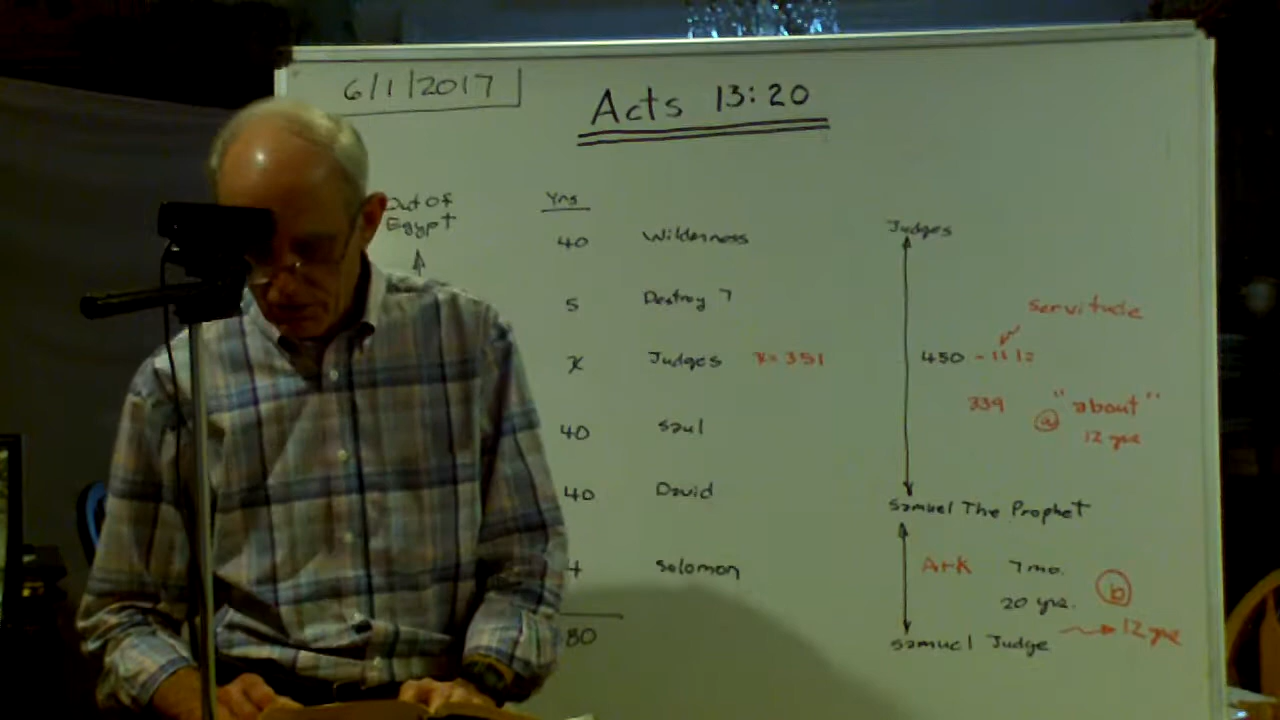 6/1/2017
Acts 13:20
Out Of
Egypt
Yrs
40 Wilderness
5 Destroy 7
x Judges x= 351
40 Saul
40 David
4 Solomon
80
Judges
servitude
450 - 111=
339 "about"
a 12 yrs
Samuel The Prophet
Ark 7 mo.
20 yrs. b
Samuel Judge 12 yrs